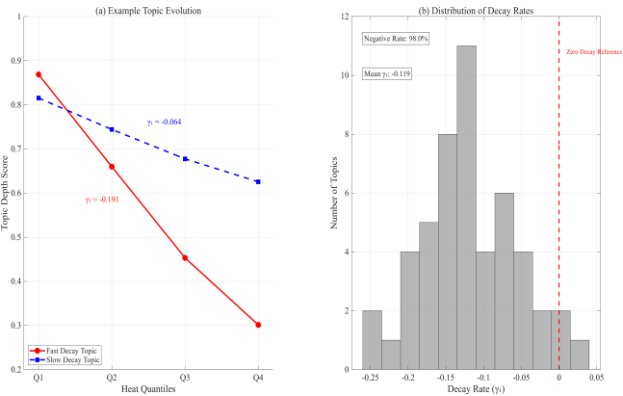 (a) Example Topic Evolution
1
0.9
0.8
0.7
0.6
0.5
0.4
0.3
0.2
Topic Depth Score
γₜ = -0.064
γₜ = -0.191
Fast Decay Topic
Slow Decay Topic
Q1 Q2 Q3 Q4
Heat Quantiles
(b) Distribution of Decay Rates
12
10
8
6
4
2
0
Number of Topics
Negative Rate: 98.0%
Mean γₜ: -0.119
Zero Decay Reference
-0.25 -0.2 -0.15 -0.1 -0.05 0 0.05
Decay Rate (γₜ)